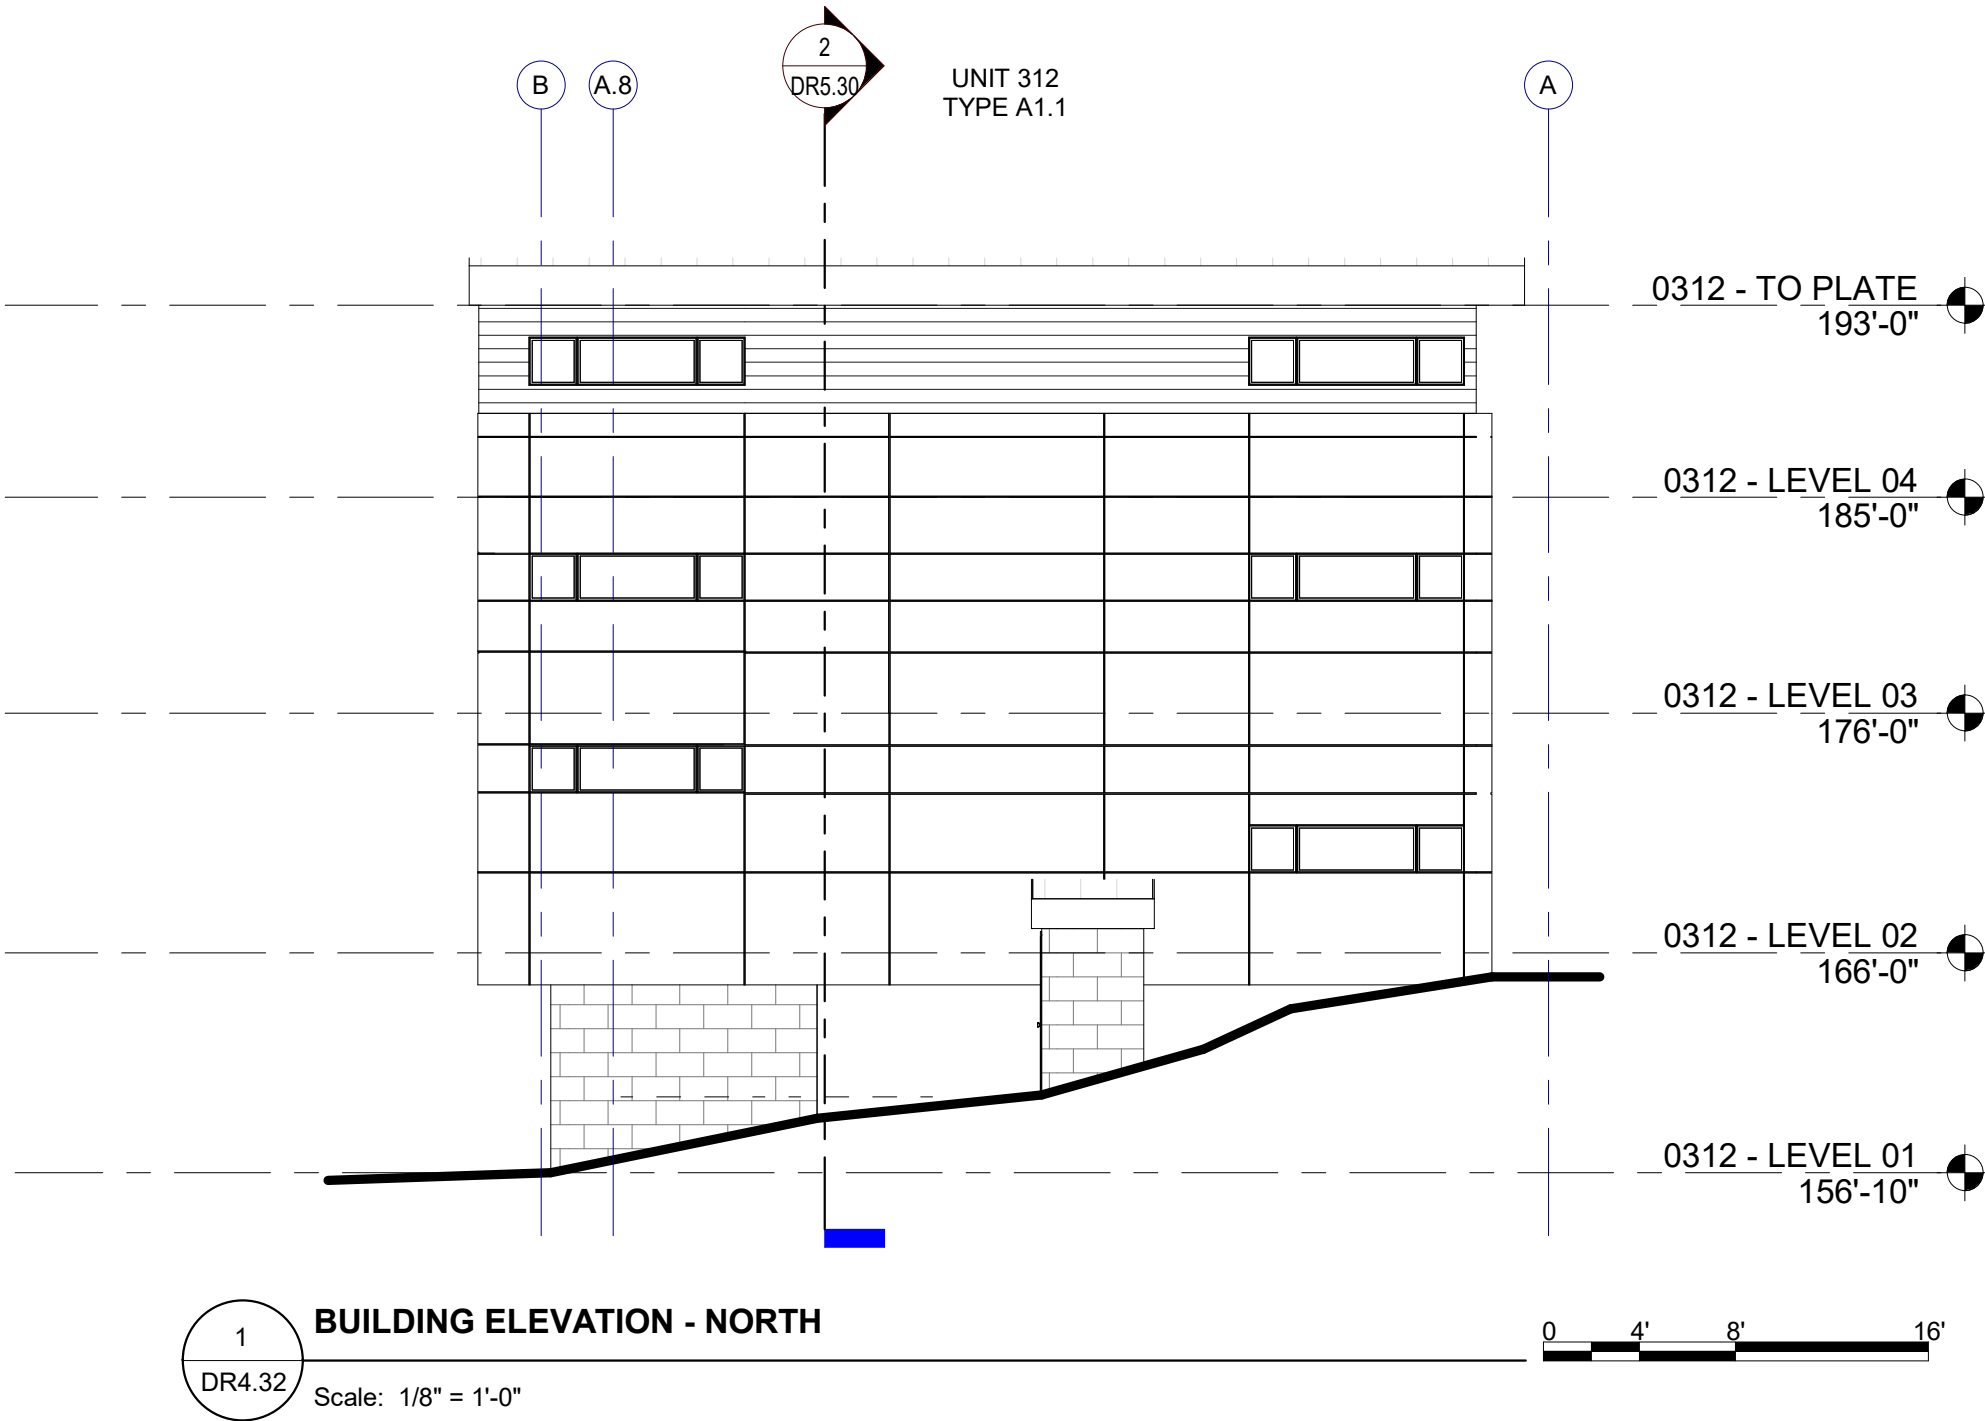 2
DR5.30
B
A.8
UNIT 312
TYPE A1.1
A
0312 - TO PLATE
193'-0"
0312 - LEVEL 04
185'-0"
0312 - LEVEL 03
176'-0"
0312 - LEVEL 02
166'-0"
0312 - LEVEL 01
156'-10"
1
DR4.32
BUILDING ELEVATION - NORTH
Scale: 1/8" = 1'-0"
0 4' 8' 16'